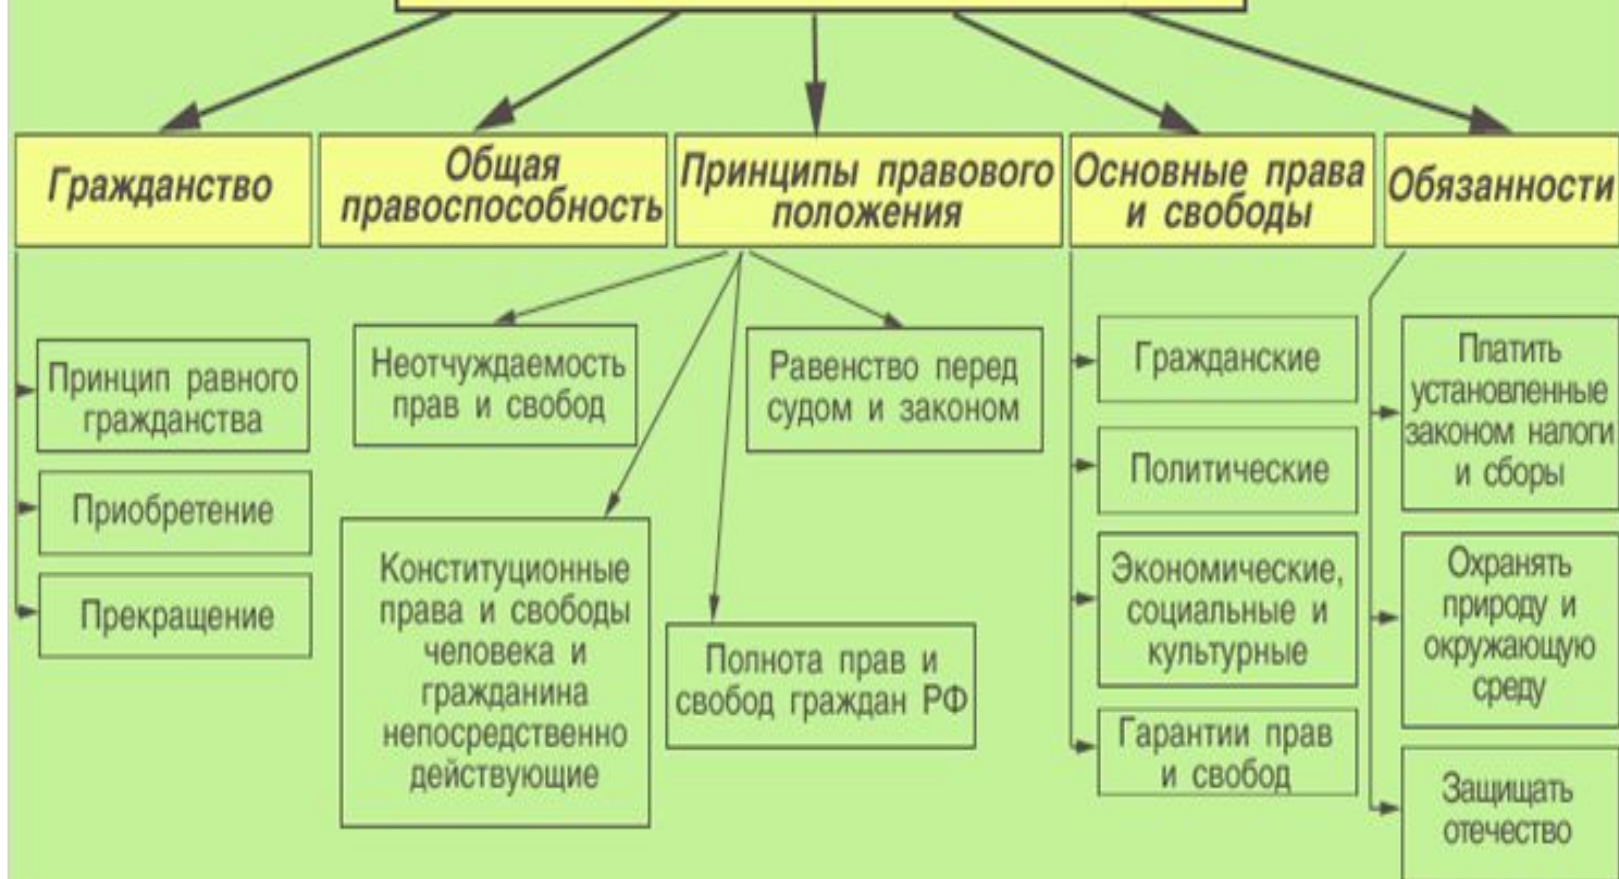 Гражданство
Общая
правоспособность
Принципы правового
положения
Основные права
и свободы
Обязанности
Принцип равного
гражданства
Приобретение
Прекращение
Неотчуждаемость
прав и свобод
Равенство перед
судом и законом
Конституционные
права и свободы
человека и
гражданина
непосредственно
действующие
Полнота прав и
свобод граждан РФ
Гражданские
Политические
Экономические,
социальные и
культурные
Гарантии прав
и свобод
Платить
установленные
законом налоги
и сборы
Охранять
природу и
окружающую
среду
Защищать
отечество